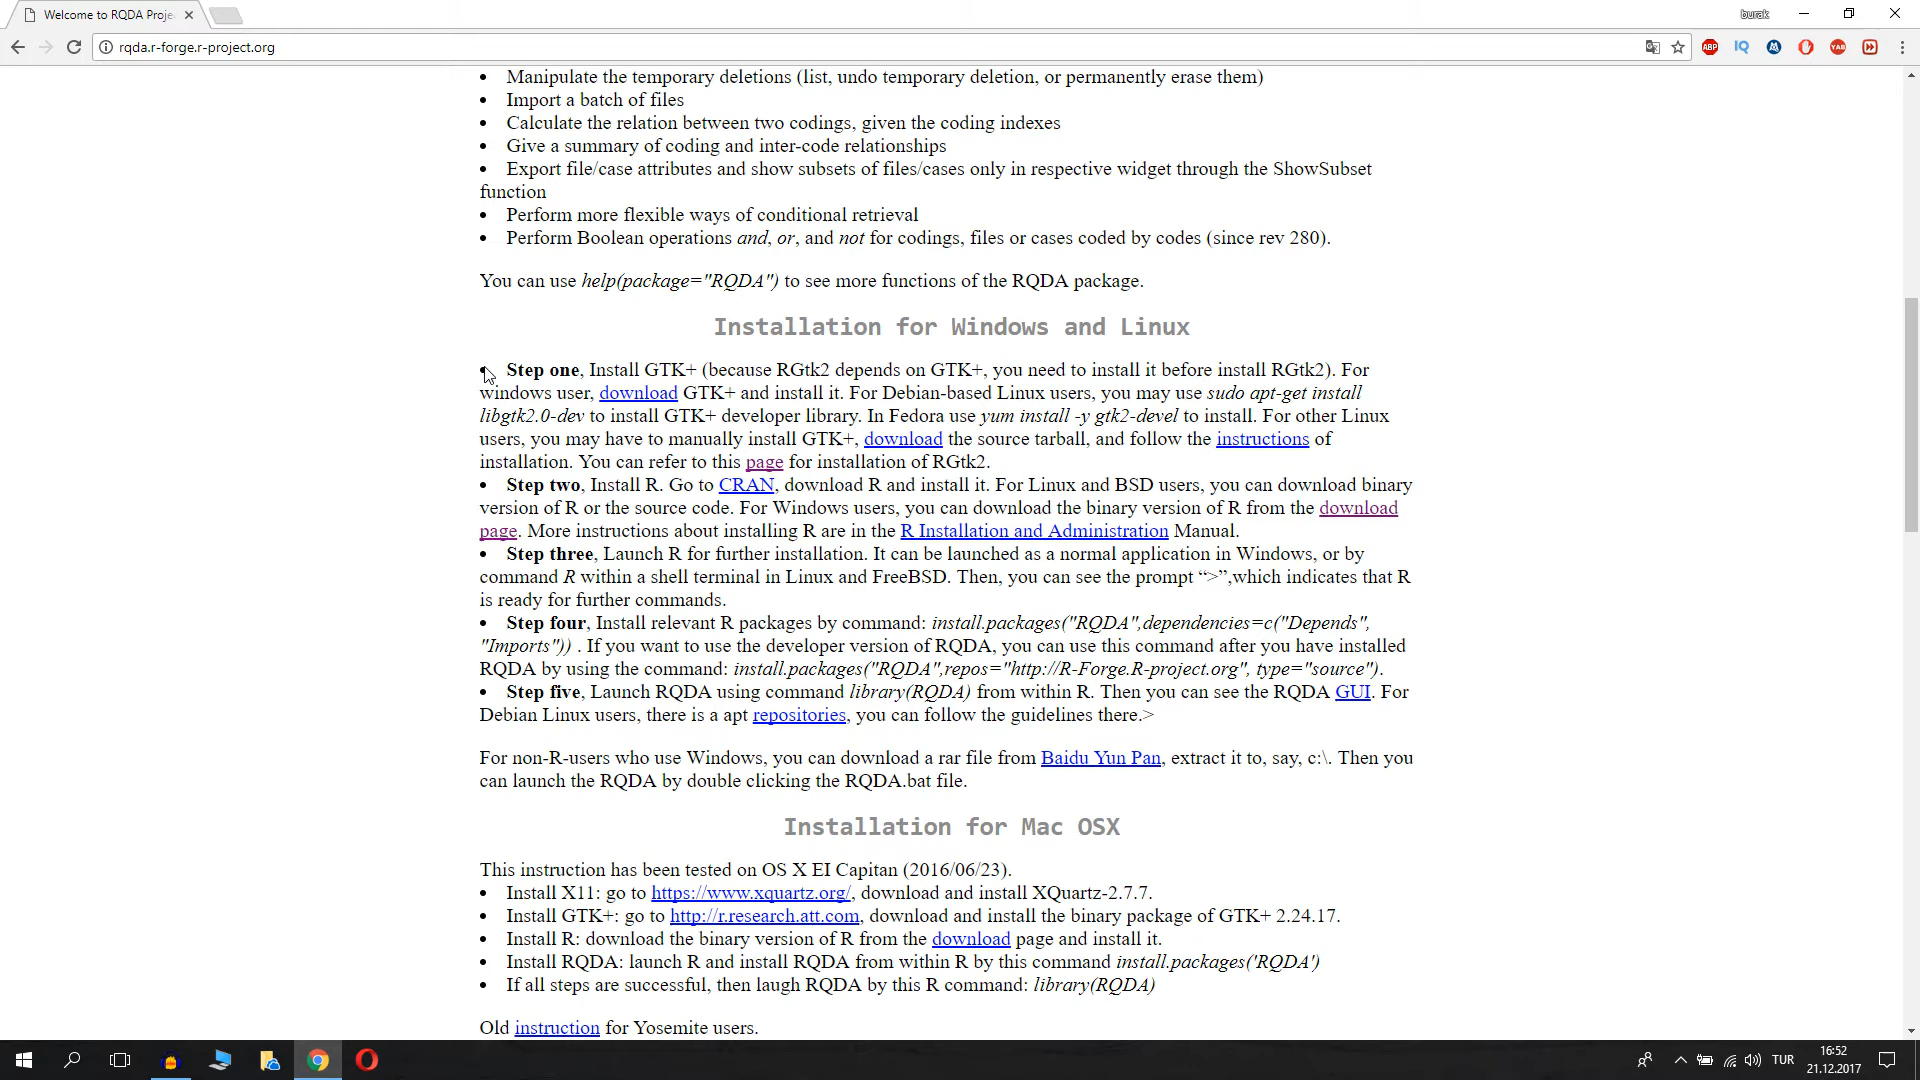 Welcome to RQDA Proje
burak
rqda.r-forge.r-project.org
• Manipulate the temporary deletions (list, undo temporary deletion, or permanently erase them)
• Import a batch of files
• Calculate the relation between two codings, given the coding indexes
• Give a summary of coding and inter-code relationships
• Export file/case attributes and show subsets of files/cases only in respective widget through the ShowSubset
function
• Perform more flexible ways of conditional retrieval
• Perform Boolean operations and, or, and not for codings, files or cases coded by codes (since rev 280).
You can use help(package="RQDA") to see more functions of the RQDA package.
Installation for Windows and Linux
• Step one, Install GTK+ (because RGtk2 depends on GTK+, you need to install it before install RGtk2). For
windows user, download GTK+ and install it. For Debian-based Linux users, you may use sudo apt-get install
libgtk2.0-dev to install GTK+ developer library. In Fedora use yum install -y gtk2-devel to install. For other Linux
users, you may have to manually install GTK+, download the source tarball, and follow the instructions of
installation. You can refer to this page for installation of RGtk2.
• Step two, Install R. Go to CRAN, download R and install it. For Linux and BSD users, you can download binary
version of R or the source code. For Windows users, you can download the binary version of R from the download
page. More instructions about installing R are in the R Installation and Administration Manual.
• Step three, Launch R for further installation. It can be launched as a normal application in Windows, or by
command R within a shell terminal in Linux and FreeBSD. Then, you can see the prompt “>”,which indicates that R
is ready for further commands.
• Step four, Install relevant R packages by command: install.packages("RQDA",dependencies=c("Depends",
"Imports")) . If you want to use the developer version of RQDA, you can use this command after you have installed
RQDA by using the command: install.packages("RQDA",repos="http://R-Forge.R-project.org", type="source").
• Step five, Launch RQDA using command library(RQDA) from within R. Then you can see the RQDA GUI. For
Debian Linux users, there is a apt repositories, you can follow the guidelines there.>
For non-R-users who use Windows, you can download a rar file from Baidu Yun Pan, extract it to, say, c:\. Then you
can launch the RQDA by double clicking the RQDA.bat file.
Installation for Mac OSX
This instruction has been tested on OS X EI Capitan (2016/06/23).
• Install X11: go to https://www.xquartz.org/, download and install XQuartz-2.7.7.
• Install GTK+: go to http://r.research.att.com, download and install the binary package of GTK+ 2.24.17.
• Install R: download the binary version of R from the download page and install it.
• Install RQDA: launch R and install RQDA from within R by this command install.packages('RQDA')
• If all steps are successful, then laugh RQDA by this R command: library(RQDA)
Old instruction for Yosemite users.
ABP
IQ
YAB
TUR
16:52
21.12.2017